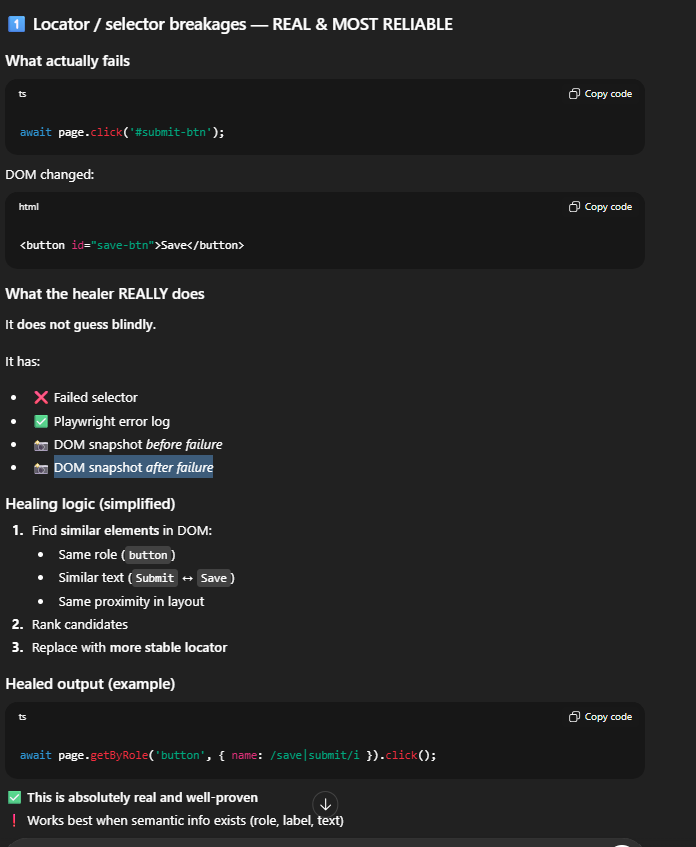 1 Locator / selector breakages — REAL & MOST RELIABLE
What actually fails
ts
Copy code
await page.click('#submit-btn');
DOM changed:
html
Copy code
<button id="save-btn">Save</button>
What the healer REALLY does
It does not guess blindly.
It has:
• ❌ Failed selector
• ✅ Playwright error log
• 📸 DOM snapshot before failure
• 📸 DOM snapshot after failure
Healing logic (simplified)
1. Find similar elements in DOM:
• Same role (button)
• Similar text (Submit ↔ Save)
• Same proximity in layout
2. Rank candidates
3. Replace with more stable locator
Healed output (example)
ts
Copy code
await page.getByRole('button', { name: /save|submit/i }).click();
✅ This is absolutely real and well-proven
❗ Works best when semantic info exists (role, label, text)